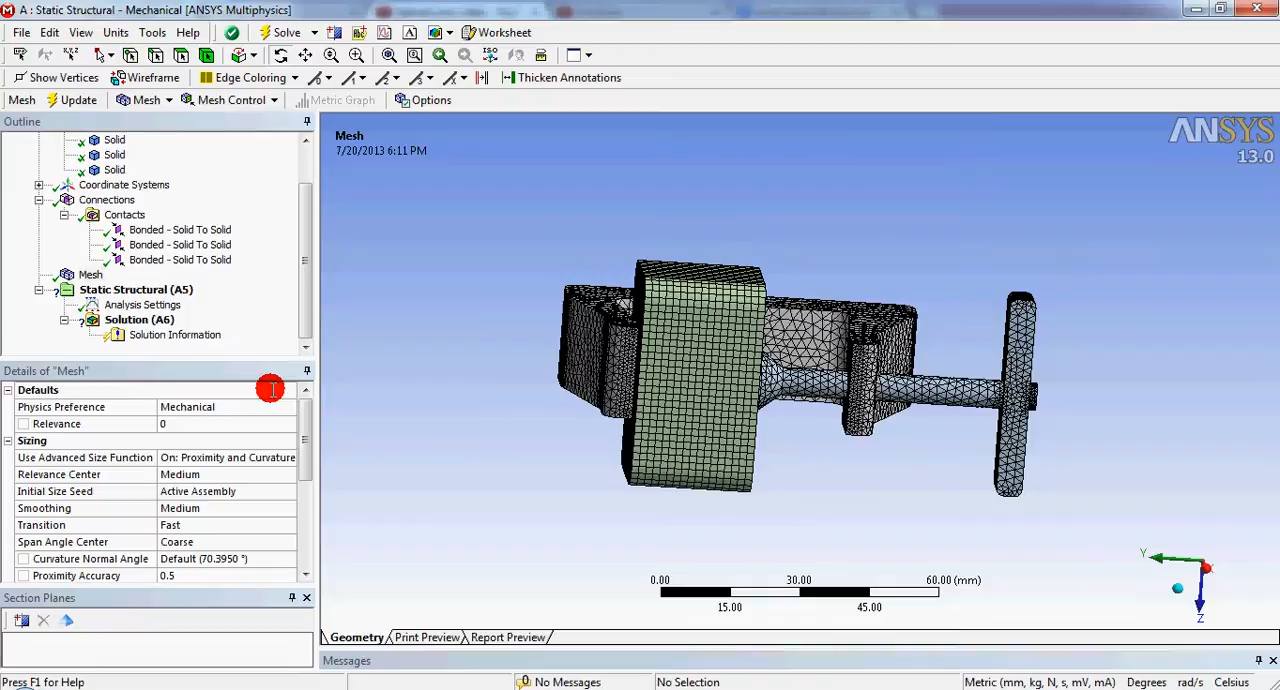 A : Static Structural - Mechanical [ANSYS Multiphysics]
File Edit View Units Tools Help Solve Worksheet
Show Vertices Wireframe Edge Coloring Thicken Annotations
Mesh Update Mesh Mesh Control Metric Graph Options
Outline
Solid
Solid
Solid
Coordinate Systems
Connections
Contacts
Bonded - Solid To Solid
Bonded - Solid To Solid
Bonded - Solid To Solid
Mesh
Static Structural (A5)
Analysis Settings
Solution (A6)
Solution Information
Details of "Mesh"
Defaults
Physics Preference Mechanical
Relevance 0
Sizing
Use Advanced Size Function On: Proximity and Curvature
Relevance Center Medium
Initial Size Seed Active Assembly
Smoothing Medium
Transition Fast
Span Angle Center Coarse
Curvature Normal Angle Default (70.3950 °)
Proximity Accuracy 0.5
Section Planes
Mesh
7/20/2013 6:11 PM
ANSYS
13.0
Y
Z
0.00 30.00 60.00 (mm)
15.00 45.00
Geometry Print Preview Report Preview
Messages
Press F1 for Help No Messages No Selection Metric (mm, kg, N, s, mV, mA) Degrees rad/s Celsius